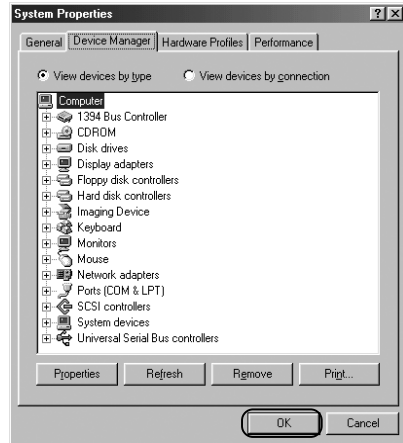 System Properties
General Device Manager Hardware Profiles Performance
View devices by type View devices by connection
Computer
1394 Bus Controller
CDROM
Disk drives
Display adapters
Floppy disk controllers
Hard disk controllers
Imaging Device
Keyboard
Monitors
Mouse
Network adapters
Ports (COM & LPT)
SCSI controllers
System devices
Universal Serial Bus controllers
Properties Refresh Remove Print...
OK Cancel